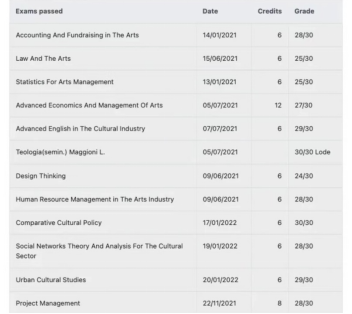 Exams passed Date Credits Grade
Accounting And Fundraising in The Arts 14/01/2021 6 28/30
Law And The Arts 15/06/2021 6 25/30
Statistics For Arts Management 13/01/2021 6 25/30
Advanced Economics And Management Of Arts 05/07/2021 12 27/30
Advanced English in The Cultural Industry 07/07/2021 6 29/30
Teologia(semin.) Maggioni L. 05/07/2021 30/30 Lode
Design Thinking 09/06/2021 6 24/30
Human Resource Management in The Arts Industry 09/06/2021 6 28/30
Comparative Cultural Policy 17/01/2022 6 30/30
Social Networks Theory And Analysis For The Cultural 19/01/2022 6 28/30
Sector
Urban Cultural Studies 20/01/2022 6 29/30
Project Management 22/11/2021 8 28/30